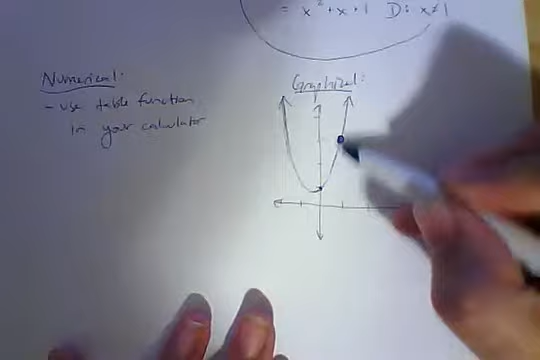 = x² + x + 1 D: x≠1
Numerical:
- use table function
in your calculator
Graphical: